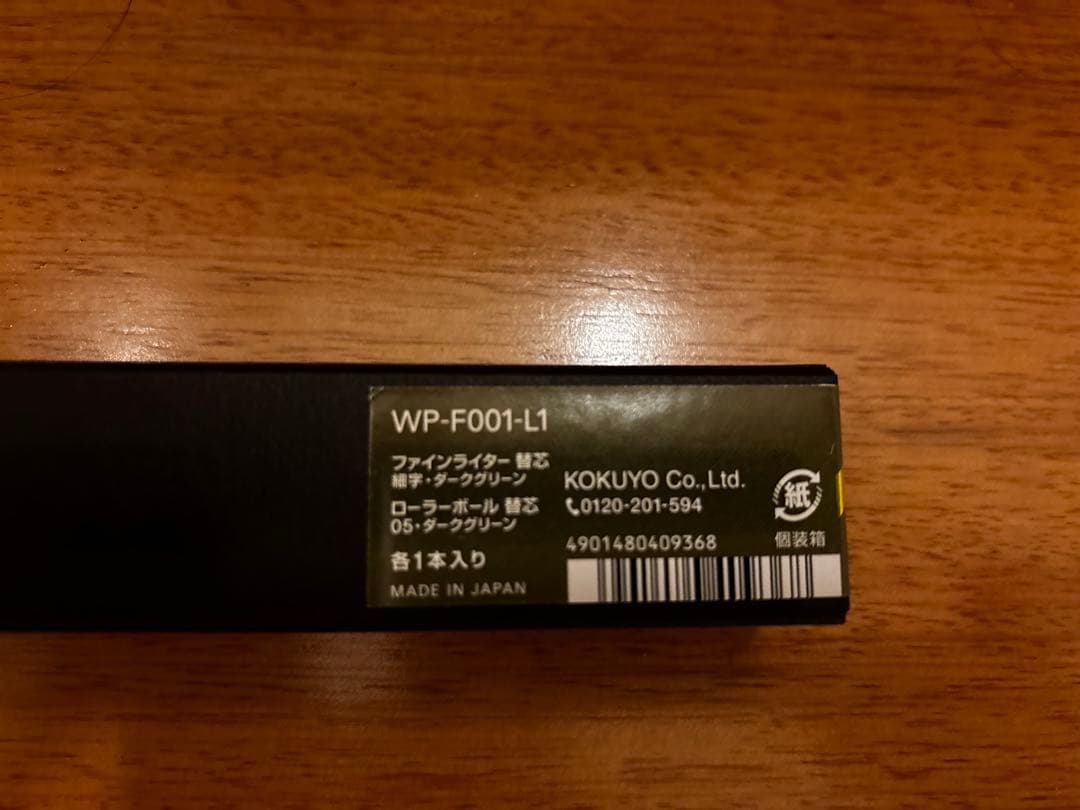 WP-F001-L1
ファインライター 替芯
細字・ダークグリーン
ローラーボール 替芯
05・ダークグリーン
各1本入り
MADE IN JAPAN
KOKUYO Co.,Ltd.
0120-201-594
4901480409368
紙
個装箱